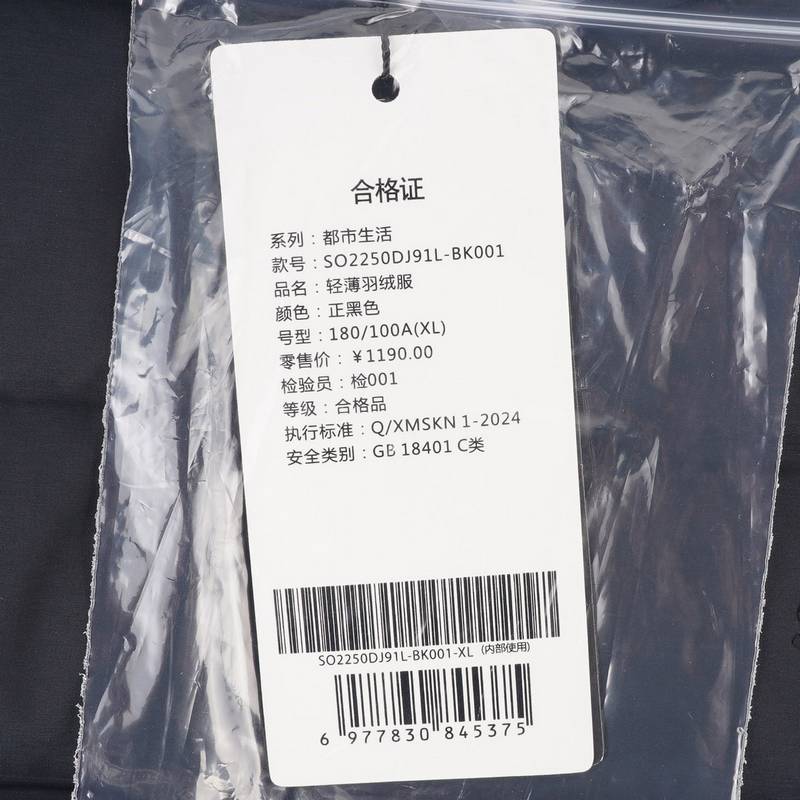 合格证
系列：都市生活
款号：SO2250DJ91L-BK001
品名：轻薄羽绒服
颜色：正黑色
号型：180/100A(XL)
零售价：￥1190.00
检验员：检001
等级：合格品
执行标准：Q/XMSKN 1-2024
安全类别：GB 18401 C类
SO2250DJ91L-BK001-XL（内部使用）
6 977830 845375